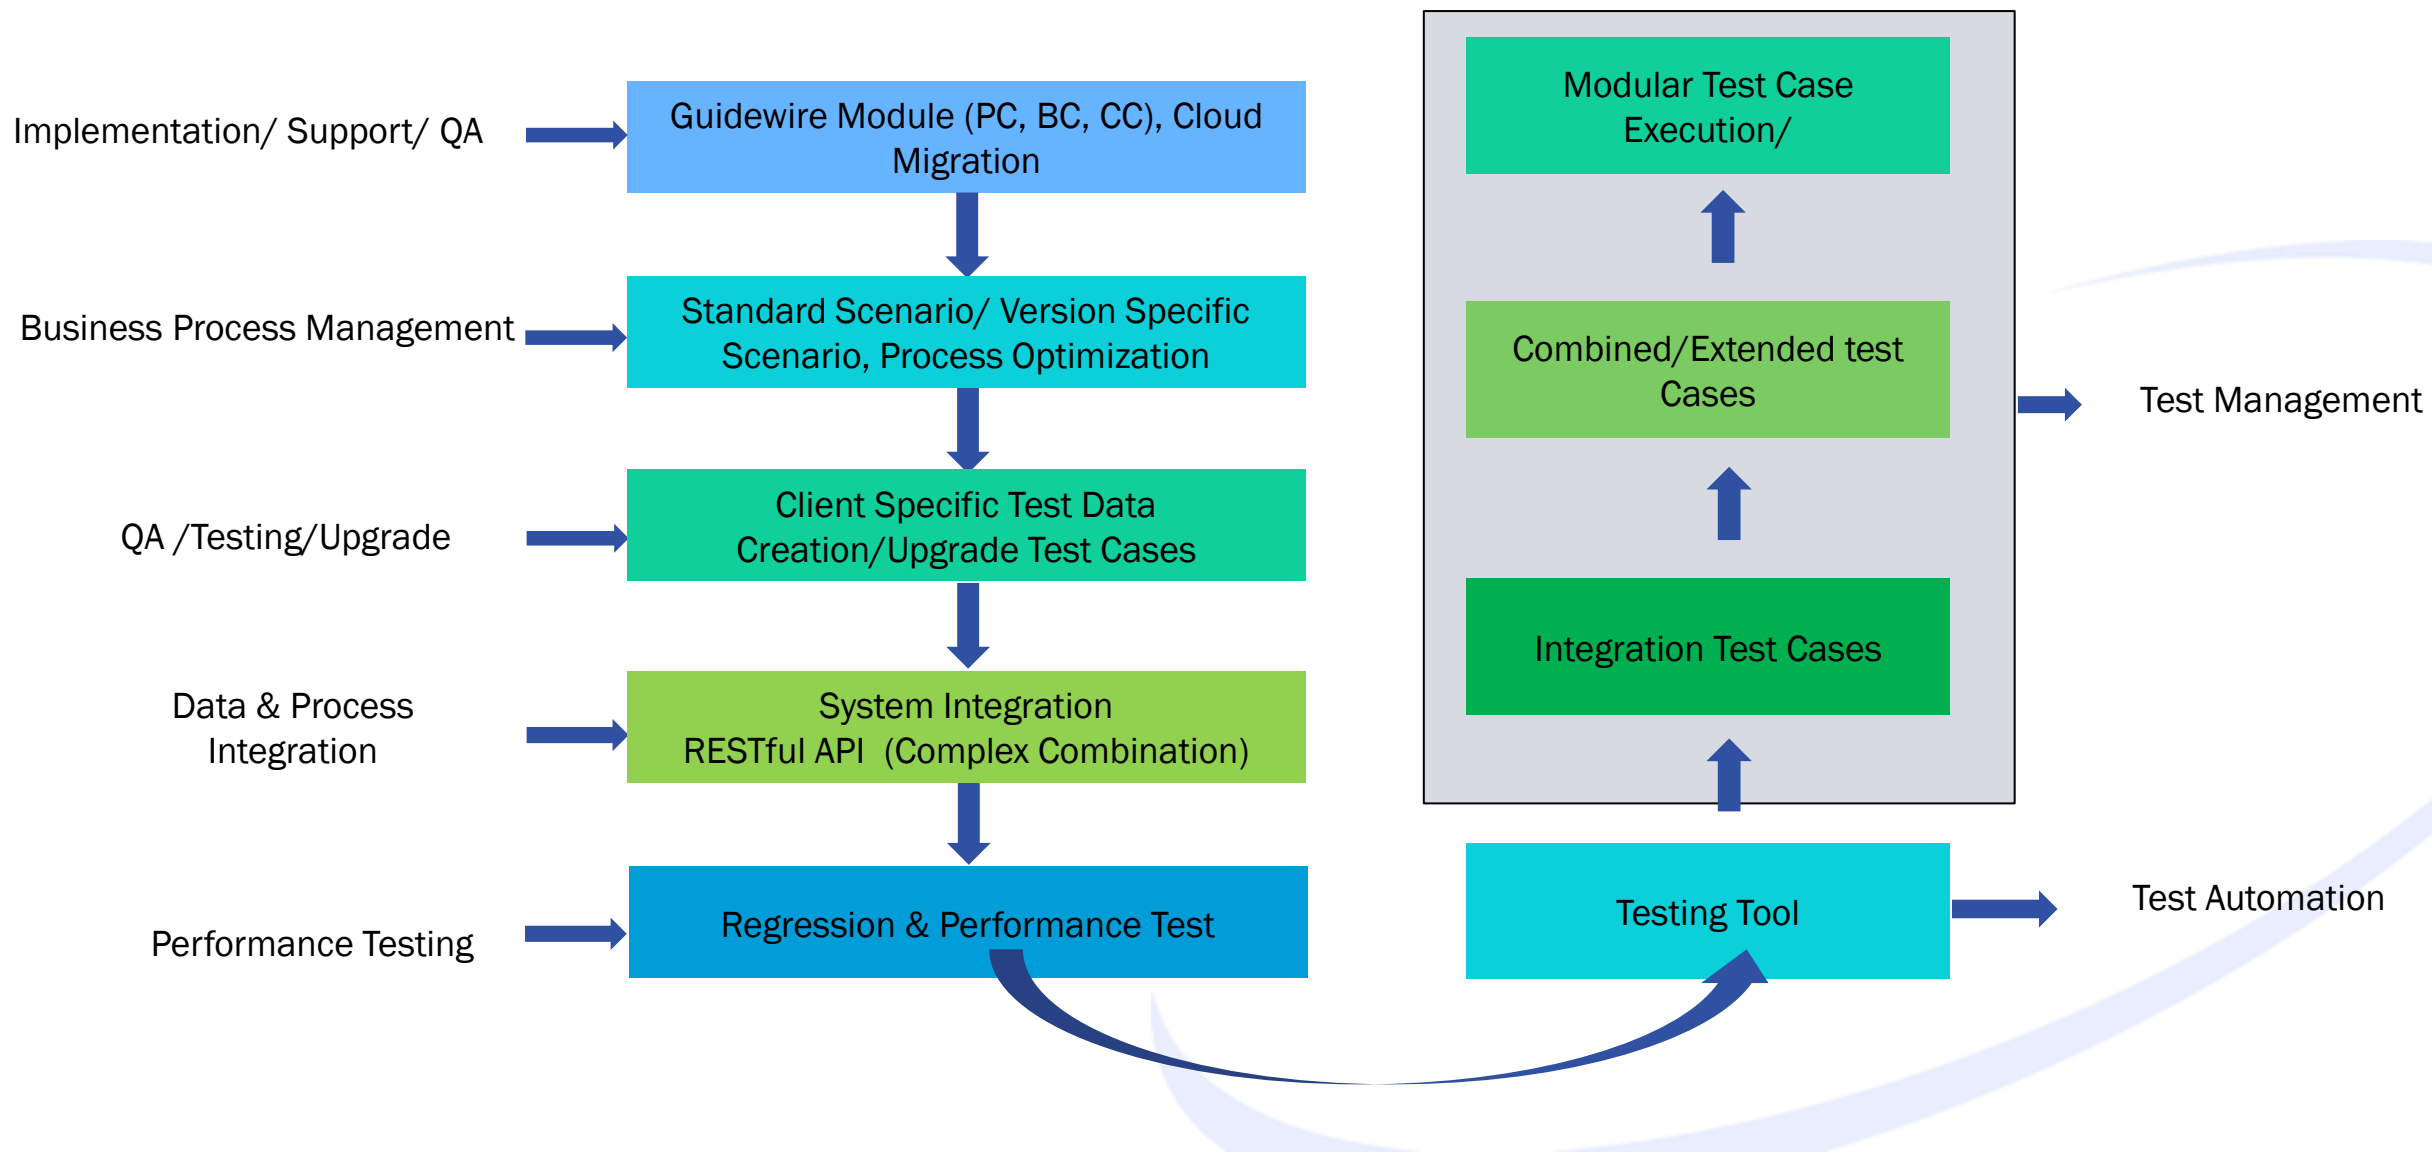 Implementation/ Support/ QA
Guidewire Module (PC, BC, CC), Cloud
Migration
Business Process Management
Standard Scenario/ Version Specific
Scenario, Process Optimization
QA /Testing/Upgrade
Client Specific Test Data
Creation/Upgrade Test Cases
Data & Process
Integration
System Integration
RESTful API  (Complex Combination)
Performance Testing
Regression & Performance Test
Modular Test Case
Execution/
Combined/Extended test
Cases
Test Management
Integration Test Cases
Testing Tool
Test Automation